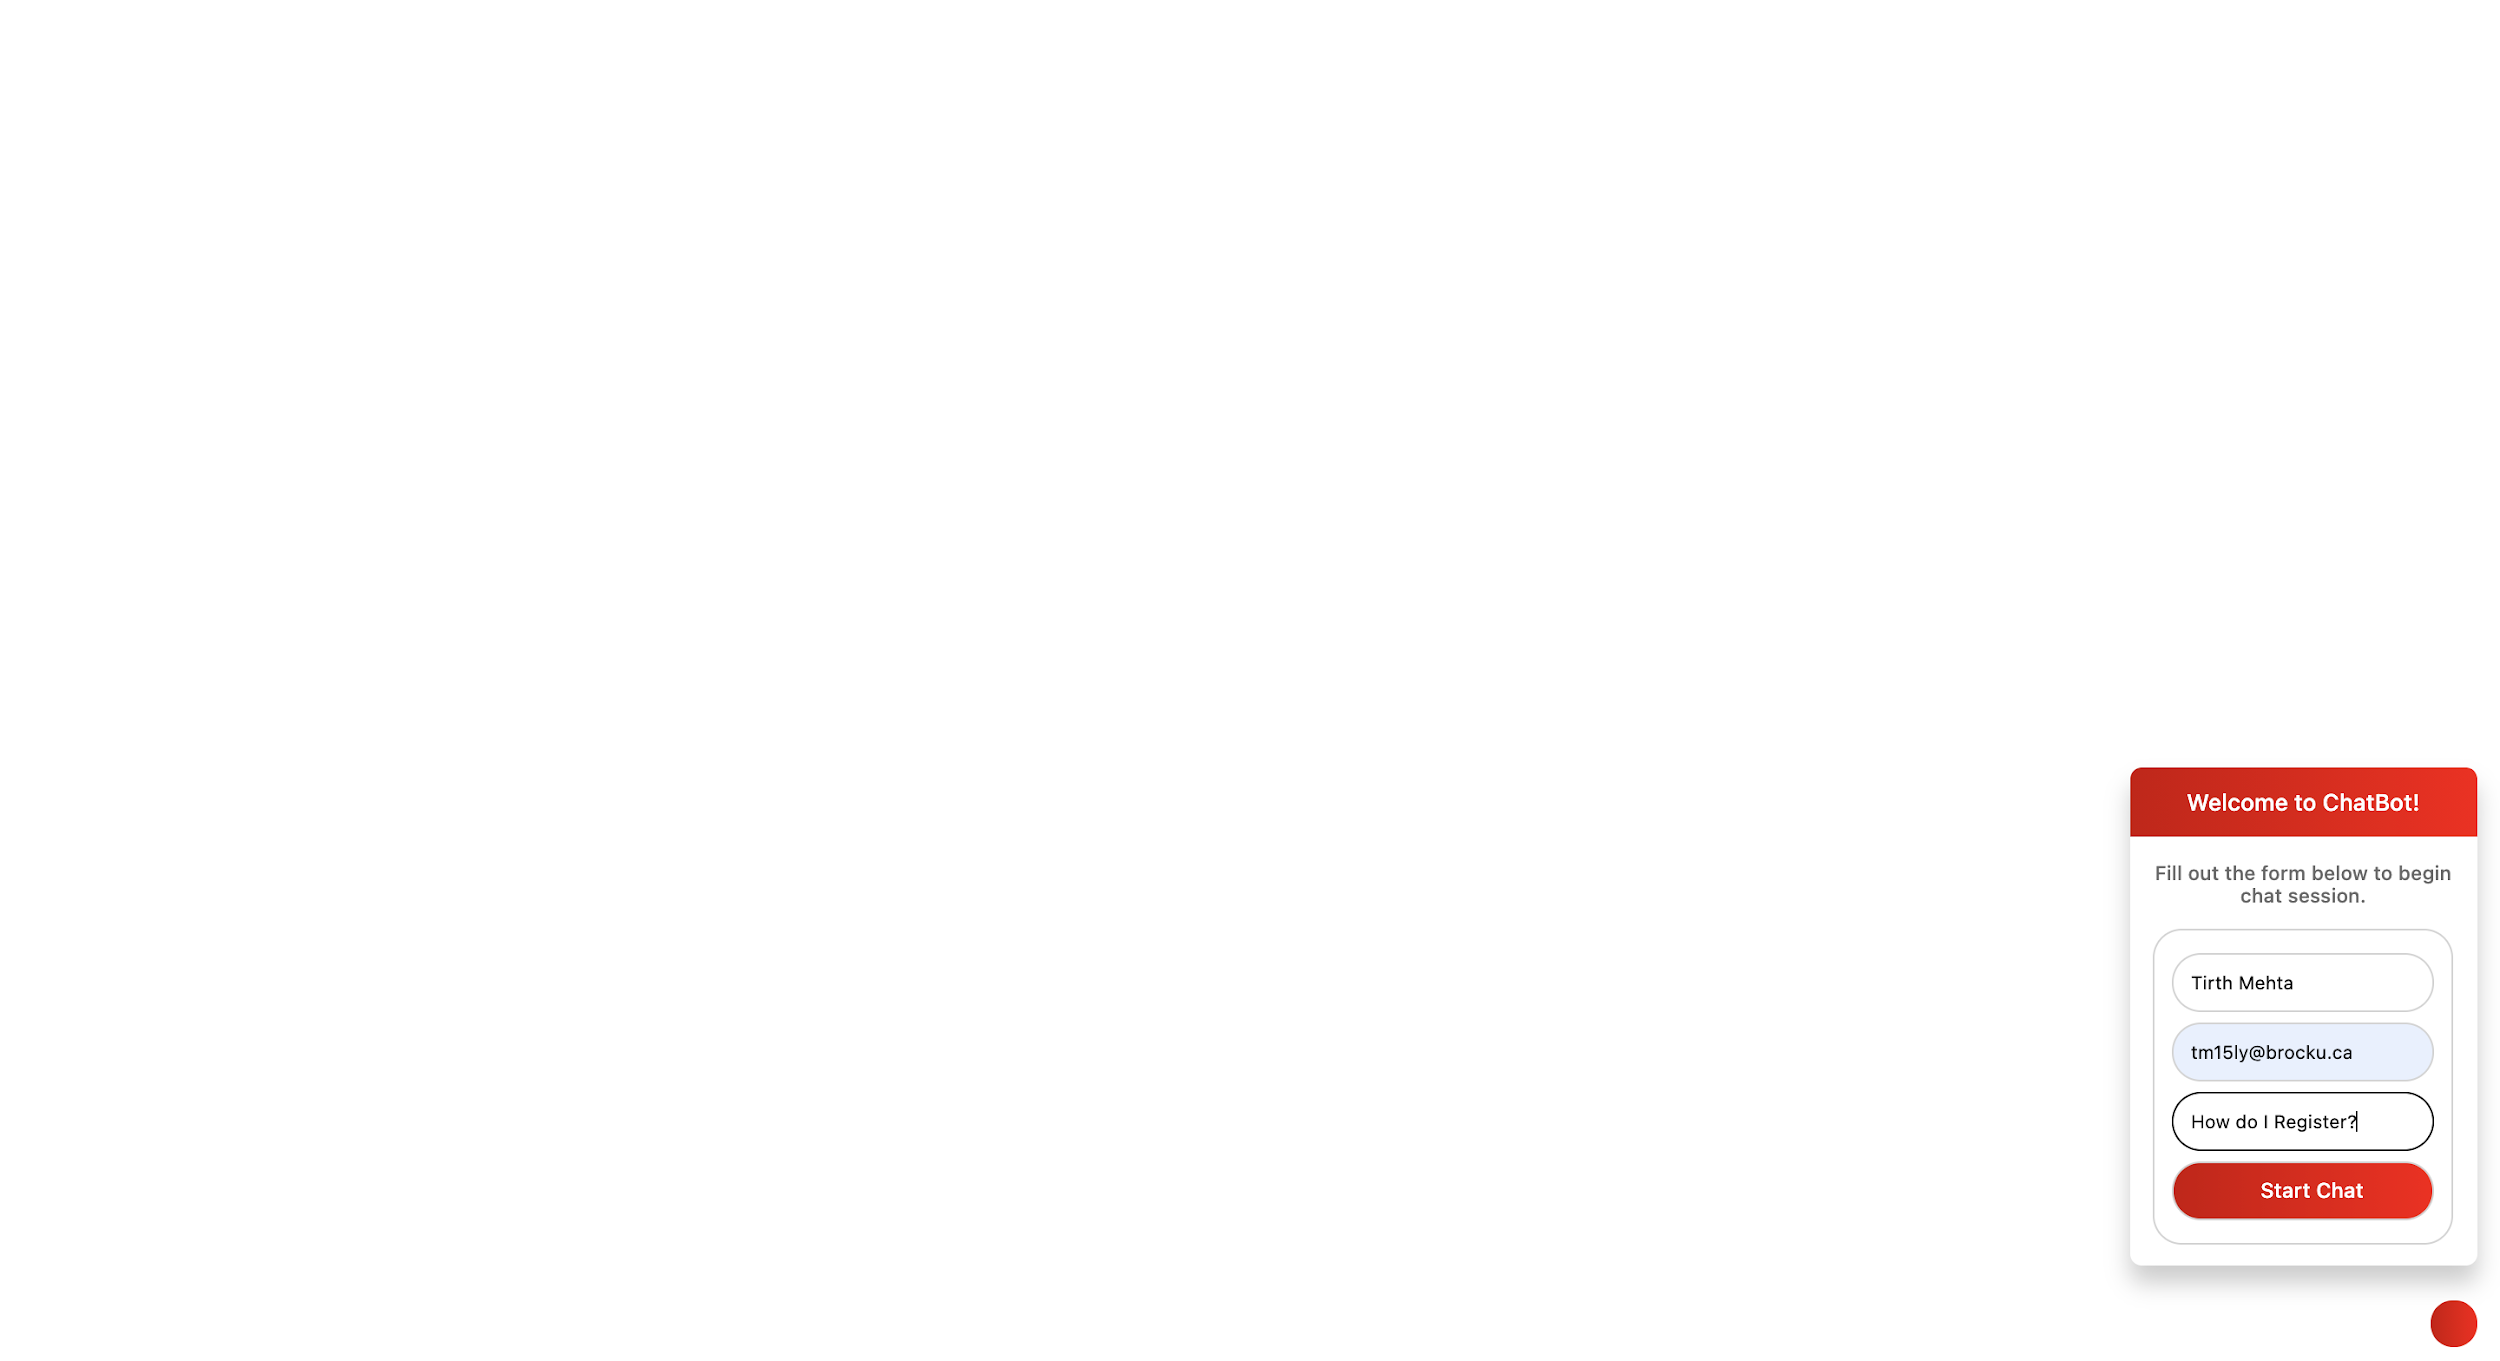 Welcome to ChatBot!
Fill out the form below to begin
chat session.
Tirth Mehta
tm15ly@brocku.ca
How do I Register?
Start Chat